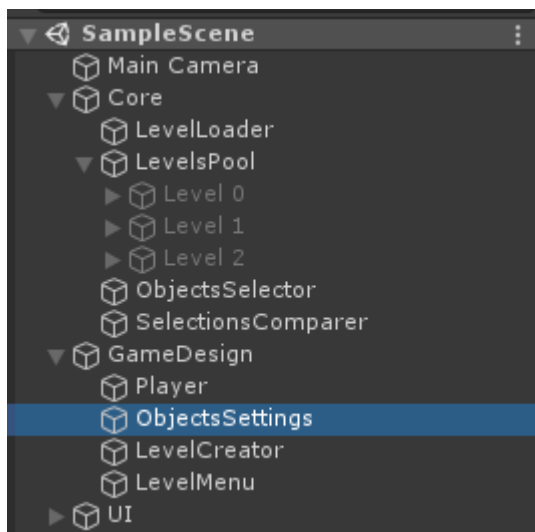 SampleScene
Main Camera
Core
LevelLoader
LevelsPool
Level 0
Level 1
Level 2
ObjectsSelector
SelectionsComparer
GameDesign
Player
ObjectsSettings
LevelCreator
LevelMenu
UI